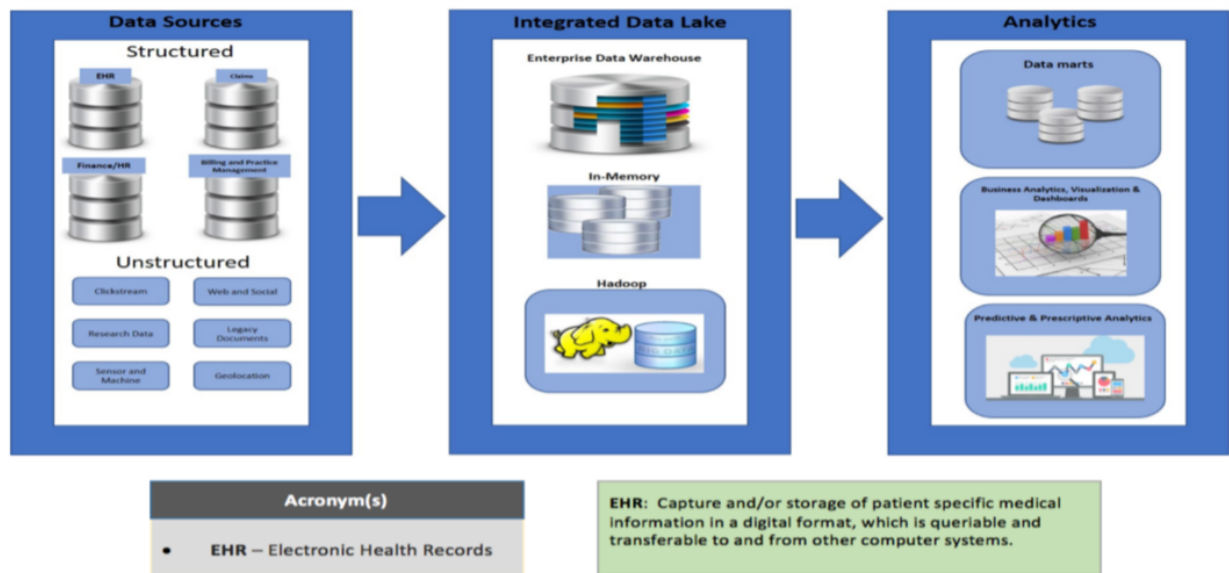 Data Sources
Structured
EHR
Claims
Finance/HR
Billing and Practice
Management
Unstructured
Clickstream
Web and Social
Research Data
Legacy
Documents
Sensor and
Machine
Geolocation
Integrated Data Lake
Enterprise Data Warehouse
In-Memory
Hadoop
BIG DATA
Analytics
Data marts
Business Analytics, Visualization &
Dashboards
Predictive & Prescriptive Analytics
Acronym(s)
• EHR – Electronic Health Records
EHR: Capture and/or storage of patient specific medical
information in a digital format, which is queriable and
transferable to and from other computer systems.